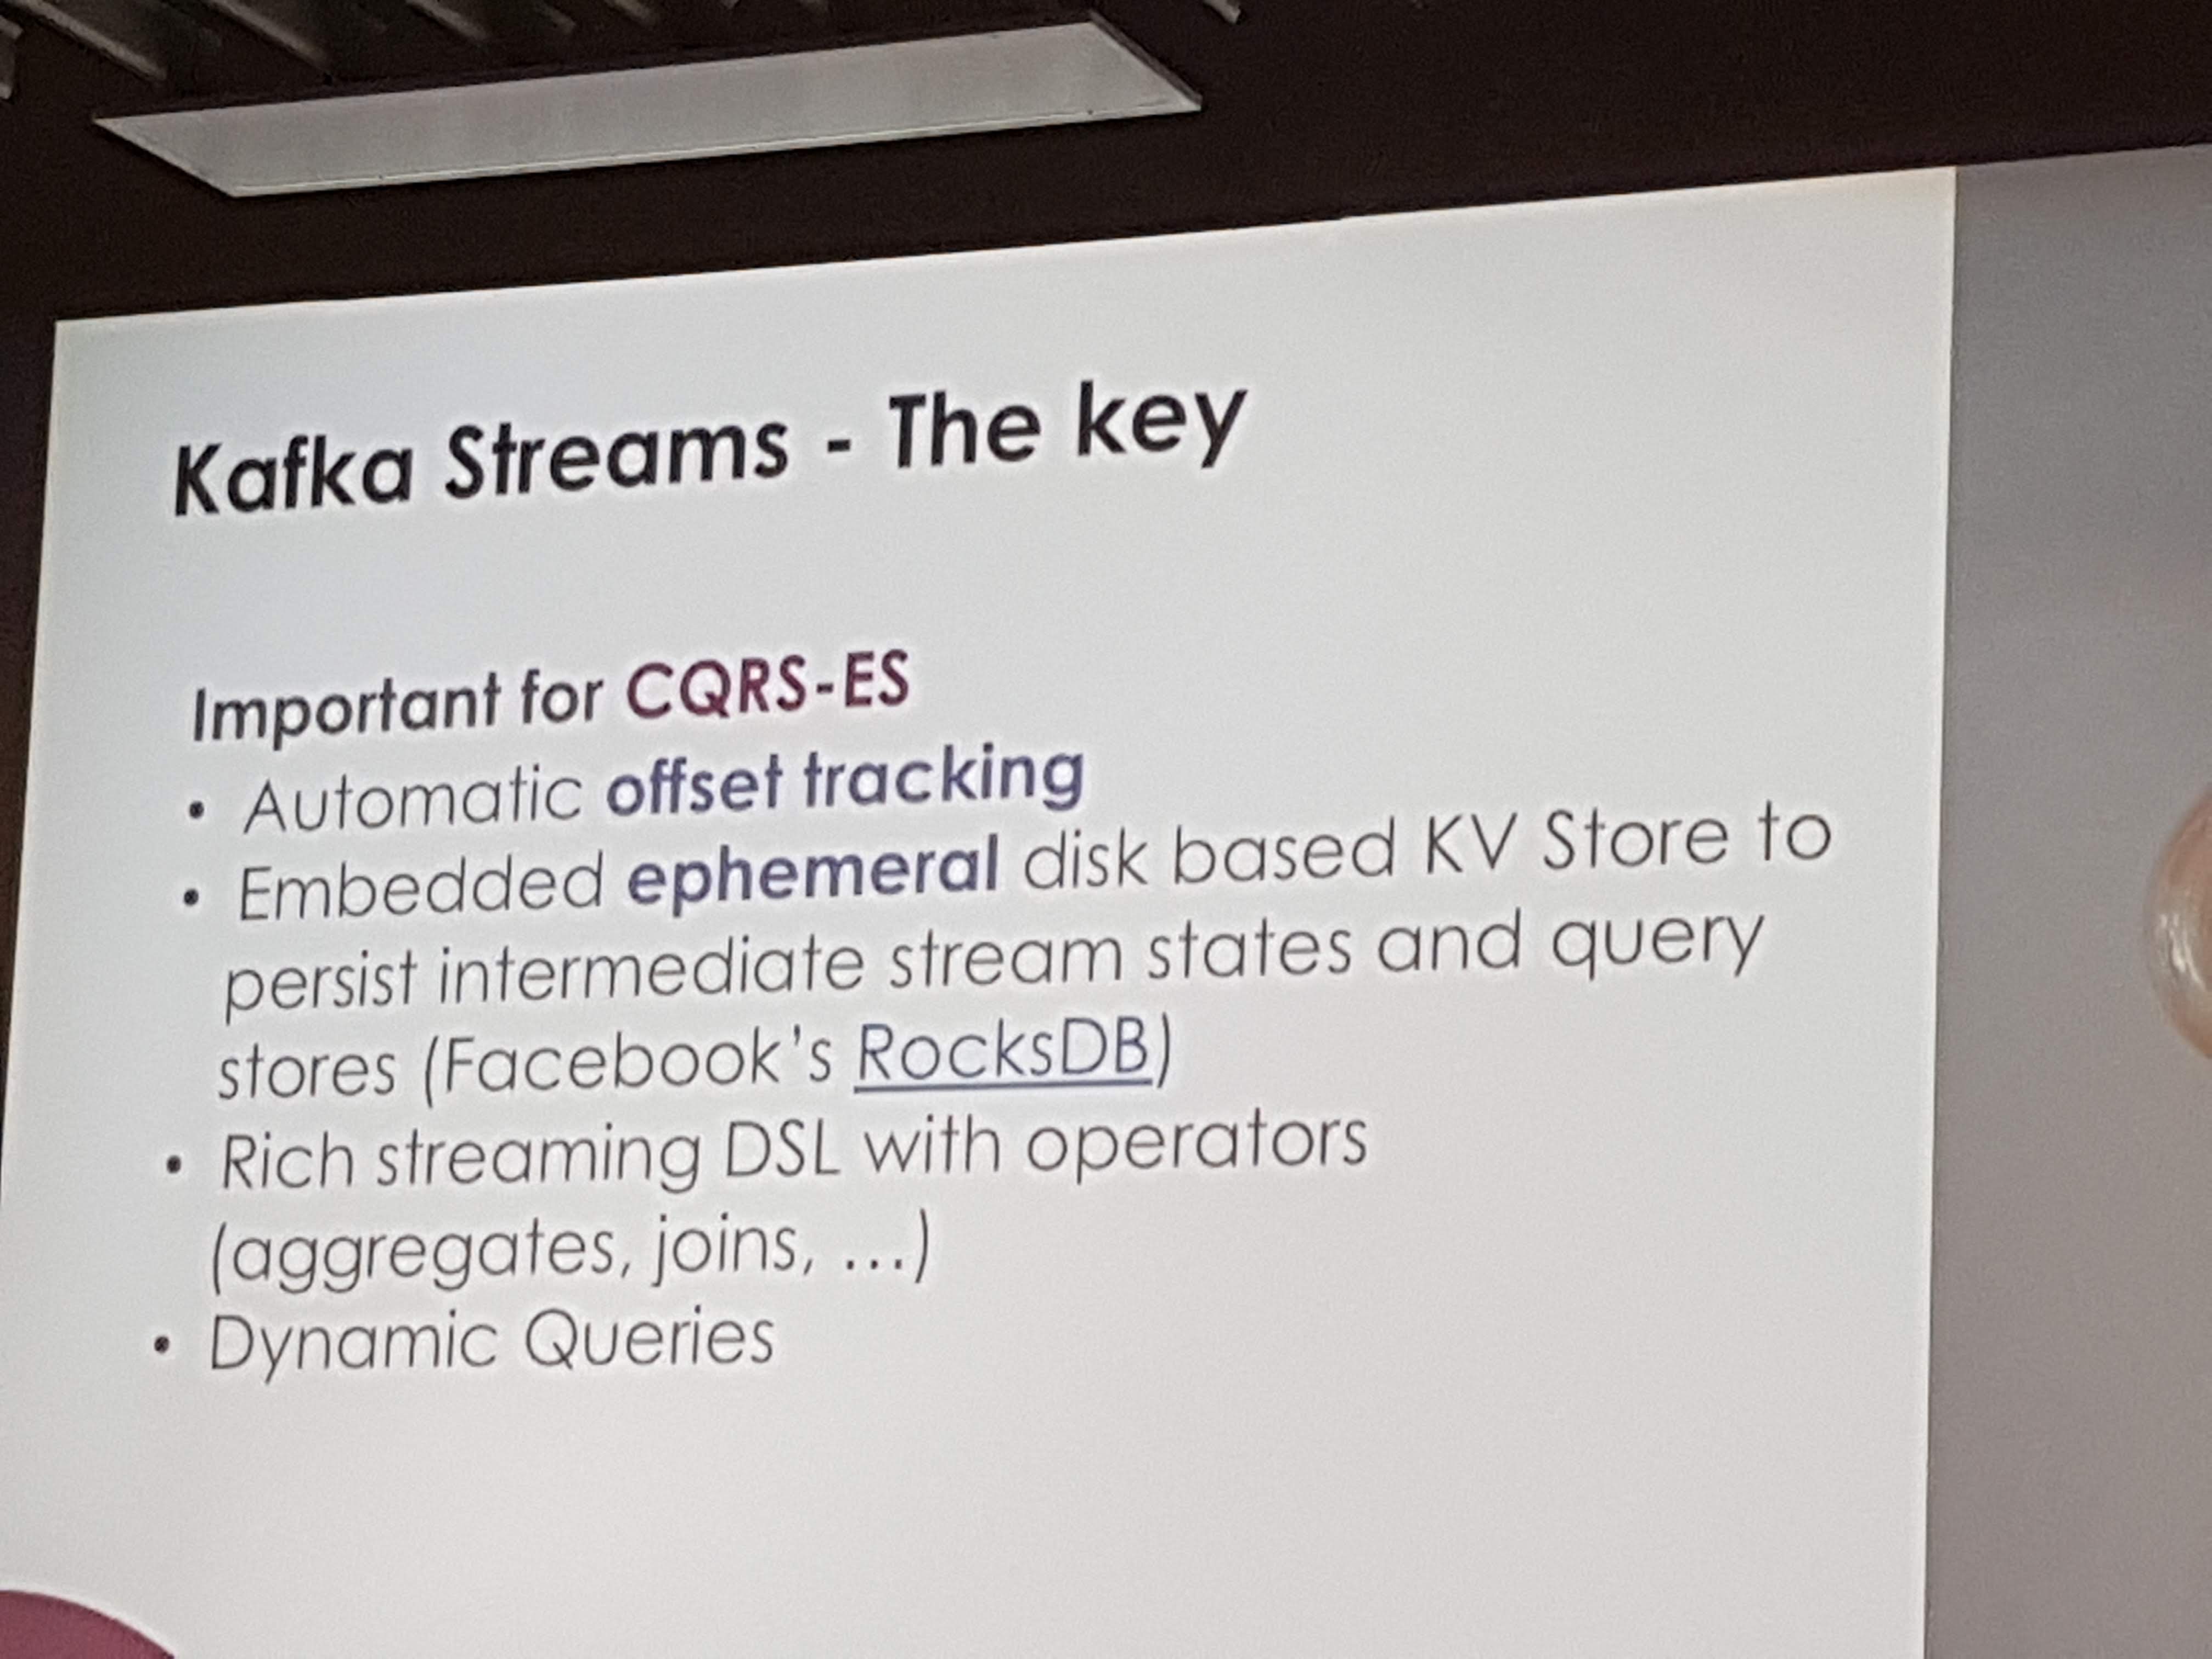 Kafka Streams - The key
Important for CQRS-ES
• Automatic offset tracking
• Embedded ephemeral disk based KV Store to
persist intermediate stream states and query
stores (Facebook's RocksDB)
• Rich streaming DSL with operators
(aggregates, joins, ...)
• Dynamic Queries